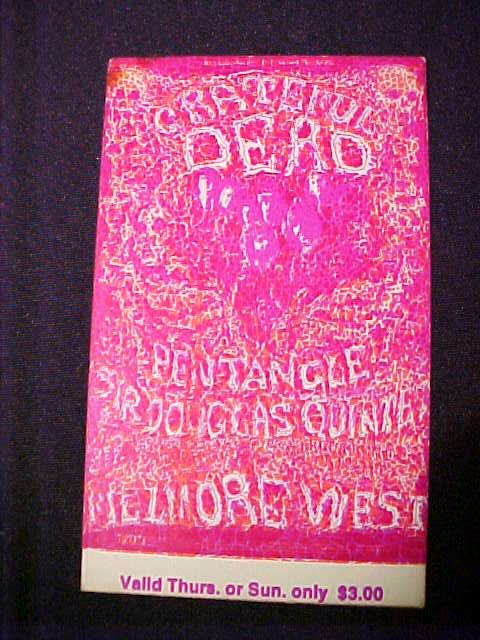 GRATEFUL
DEAD
PENTANGLE
SIR DOUGLAS QUINTET
FILLMORE WEST
Valid Thurs. or Sun. only $3.00